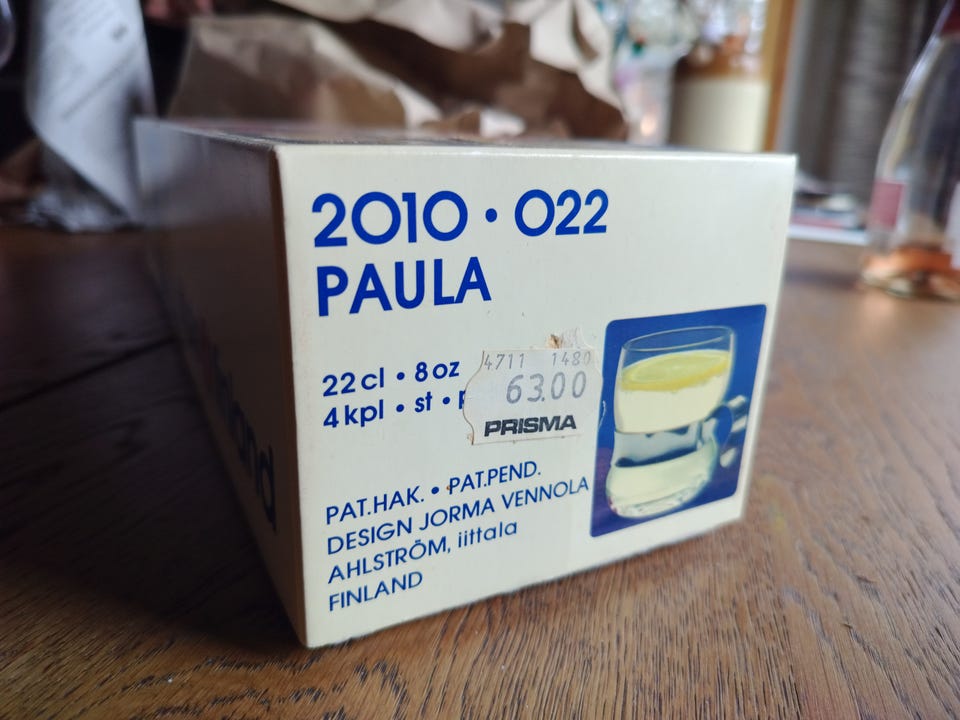 2010 • 022
PAULA
22 cl • 8 oz
4 kpl • st • p
4711 1480
63.00
PRISMA
PAT.HAK. • PAT.PEND.
DESIGN JORMA VENNOLA
AHLSTRÖM, iittala
FINLAND